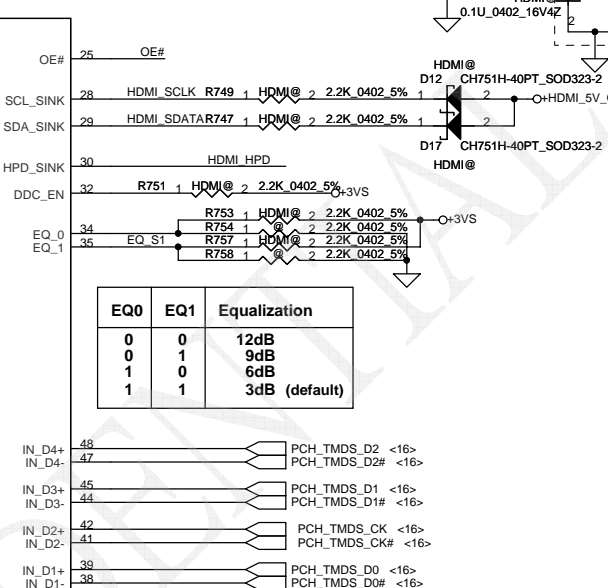 0.1U_0402_16V4Z
2
OE# 25 OE#
HDMI@
D12 CH751H-40PT_SOD323-2
SCL_SINK 28 HDMI_SCLK R749 1 HDMI@ 2 2.2K_0402_5% 1 2
+HDMI_5V_
SDA_SINK 29 HDMI_SDATA R747 1 HDMI@ 2 2.2K_0402_5% 1 2
D17 CH751H-40PT_SOD323-2
HDMI@
HPD_SINK 30 HDMI_HPD
DDC_EN 32 R751 1 HDMI@ 2 2.2K_0402_5% +3VS
R753 1 HDMI@ 2 2.2K_0402_5% +3VS
EQ_0 34 R754 1 @ 2 2.2K_0402_5%
EQ_1 35 EQ_S1 R757 1 HDMI@ 2 2.2K_0402_5%
R758 1 @ 2 2.2K_0402_5%
EQ0 EQ1 Equalization
0 0 12dB
0 1 9dB
1 0 6dB
1 1 3dB (default)
IN_D4+ 48 PCH_TMDS_D2 <16>
IN_D4- 47 PCH_TMDS_D2# <16>
IN_D3+ 45 PCH_TMDS_D1 <16>
IN_D3- 44 PCH_TMDS_D1# <16>
IN_D2+ 42 PCH_TMDS_CK <16>
IN_D2- 41 PCH_TMDS_CK# <16>
IN_D1+ 39 PCH_TMDS_D0 <16>
IN_D1- 38 PCH_TMDS_D0# <16>